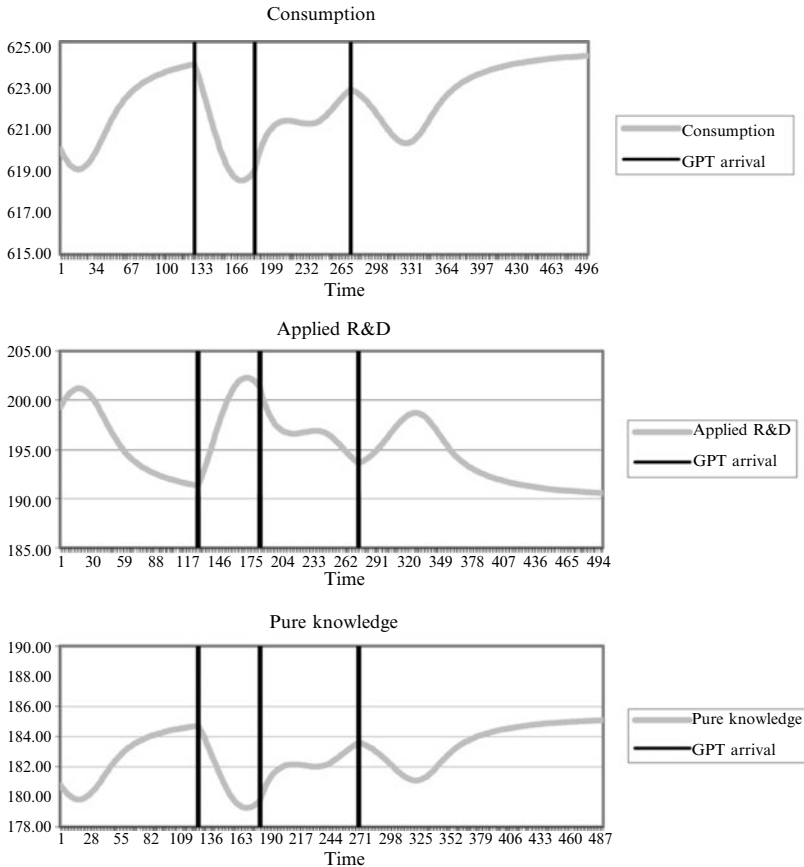 Consumption
625.00
623.00
621.00
619.00
617.00
615.00
1 34 67 100 133 166 199 232 265 298 331 364 397 430 463 496
Time
Consumption
GPT arrival
Applied R&D
205.00
200.00
195.00
190.00
185.00
1 30 59 88 117 146 175 204 233 262 291 320 349 378 407 436 465 494
Time
Applied R&D
GPT arrival
Pure knowledge
190.00
188.00
186.00
184.00
182.00
180.00
178.00
1 28 55 82 109 136 163 190 217 244 271 298 325 352 379 406 433 460 487
Time
Pure knowledge
GPT arrival